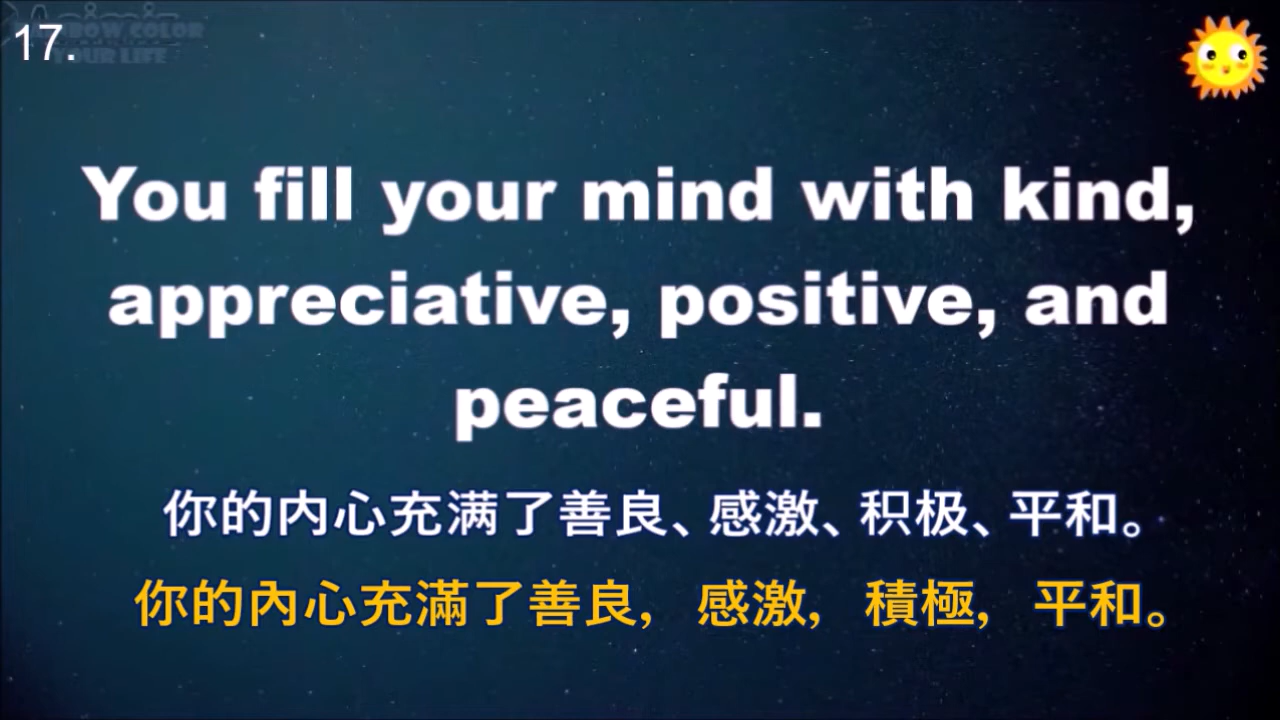 17.
You fill your mind with kind,
appreciative, positive, and
peaceful.
你的内心充满了善良、感激、积极、平和。
你的內心充滿了善良, 感激, 積極, 平和。